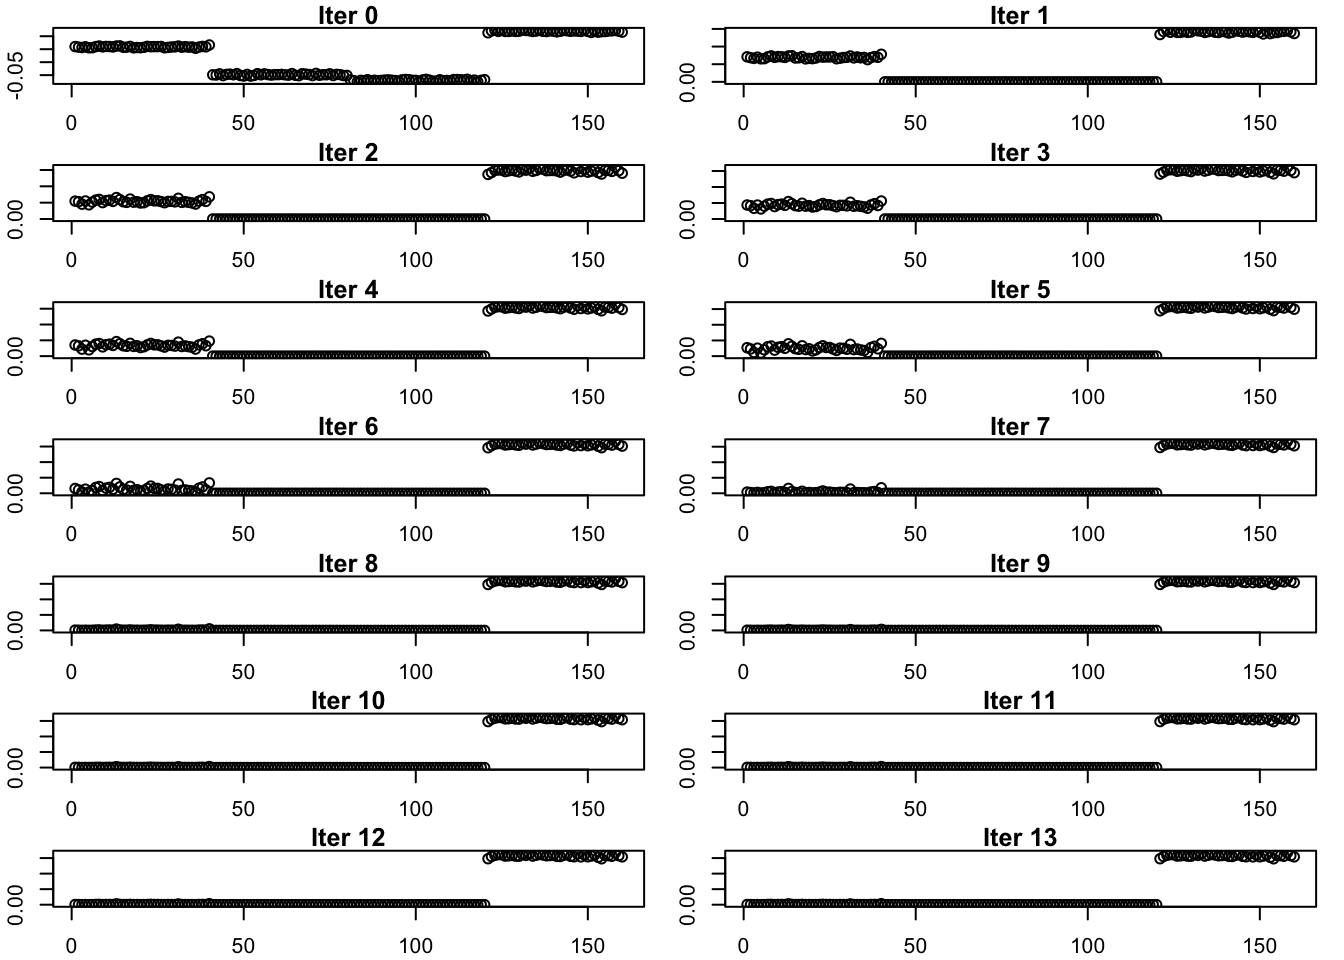 Iter 0
-0.05
0 50 100 150
Iter 1
0.00
0 50 100 150
Iter 2
0.00
0 50 100 150
Iter 3
0.00
0 50 100 150
Iter 4
0.00
0 50 100 150
Iter 5
0.00
0 50 100 150
Iter 6
0.00
0 50 100 150
Iter 7
0.00
0 50 100 150
Iter 8
0.00
0 50 100 150
Iter 9
0.00
0 50 100 150
Iter 10
0.00
0 50 100 150
Iter 11
0.00
0 50 100 150
Iter 12
0.00
0 50 100 150
Iter 13
0.00
0 50 100 150